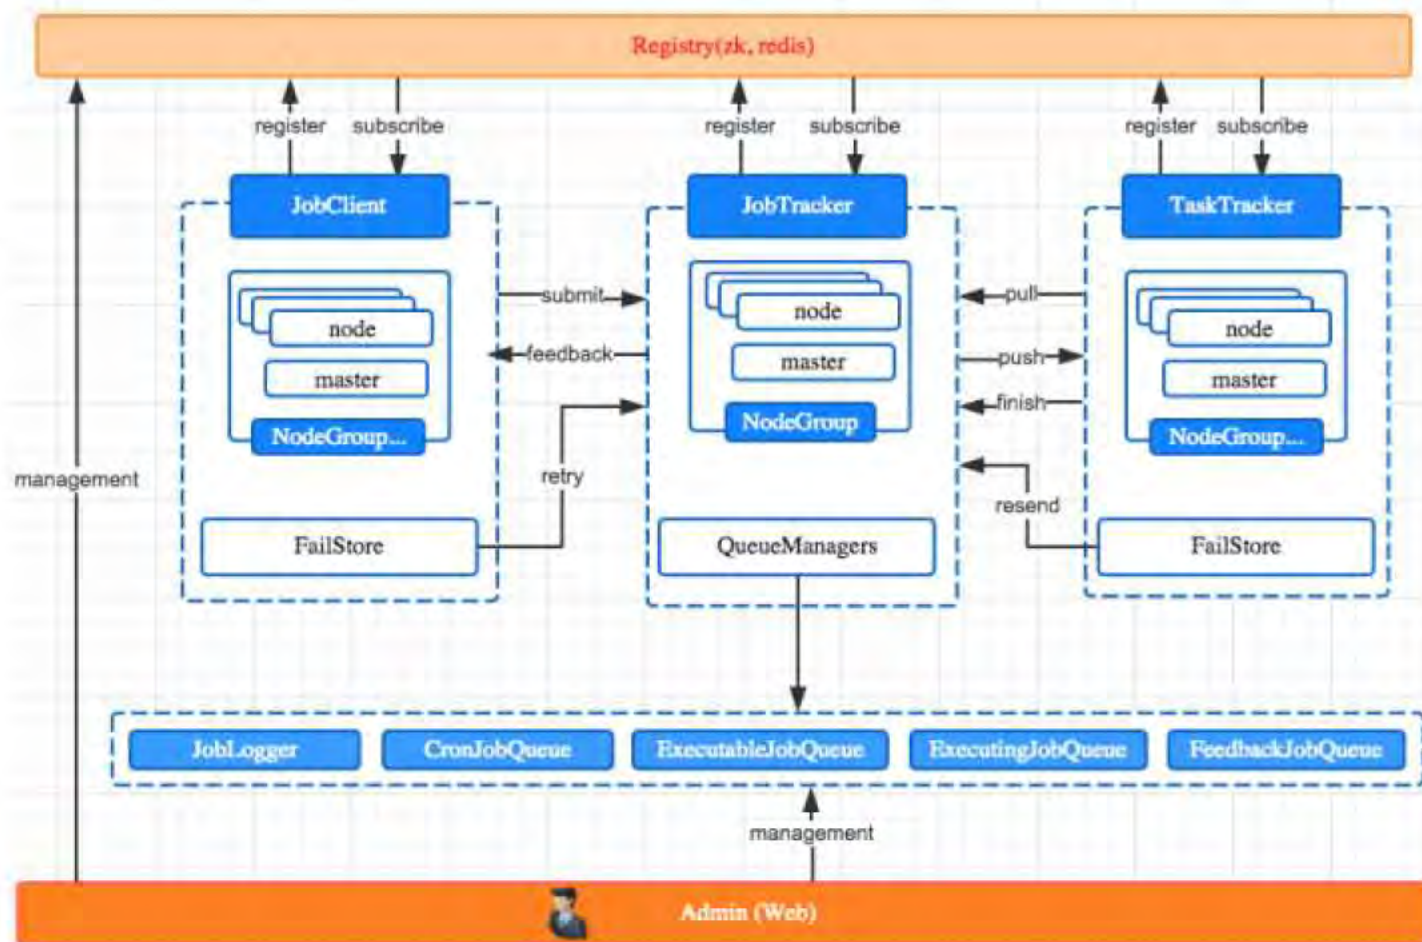 Registry(zk, redis)
register
subscribe
register
subscribe
register
subscribe
JobClient
JobTracker
TaskTracker
node
master
NodeGroup...
FailStore
submit
feedback
retry
node
master
NodeGroup
QueueManagers
pull
push
finish
resend
node
master
NodeGroup...
FailStore
management
JobLogger
CronJobQueue
ExecutableJobQueue
ExecutingJobQueue
FeedbackJobQueue
management
Admin (Web)